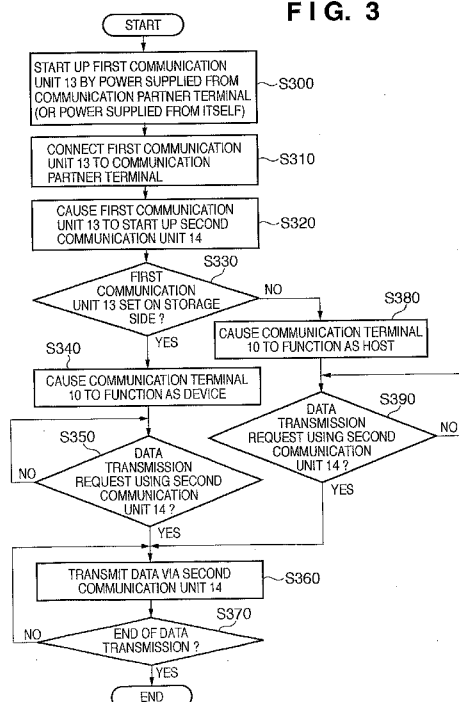 FIG. 3
START
START UP FIRST COMMUNICATION
UNIT 13 BY POWER SUPPLIED FROM
COMMUNICATION PARTNER TERMINAL
(OR POWER SUPPLIED FROM ITSELF)
S300
CONNECT FIRST COMMUNICATION
UNIT 13 TO COMMUNICATION
PARTNER TERMINAL
S310
CAUSE FIRST COMMUNICATION
UNIT 13 TO START UP SECOND
COMMUNICATION UNIT 14
S320
S330
FIRST
COMMUNICATION
UNIT 13 SET ON STORAGE
SIDE ?
NO
YES
S380
CAUSE COMMUNICATION TERMINAL
10 TO FUNCTION AS HOST
S340
CAUSE COMMUNICATION TERMINAL
10 TO FUNCTION AS DEVICE
S390
DATA
TRANSMISSION
REQUEST USING SECOND
COMMUNICATION
UNIT 14 ?
NO
YES
S350
DATA
TRANSMISSION
REQUEST USING SECOND
COMMUNICATION
UNIT 14 ?
NO
YES
TRANSMIT DATA VIA SECOND
COMMUNICATION UNIT 14
S360
S370
END OF DATA
TRANSMISSION ?
NO
YES
END